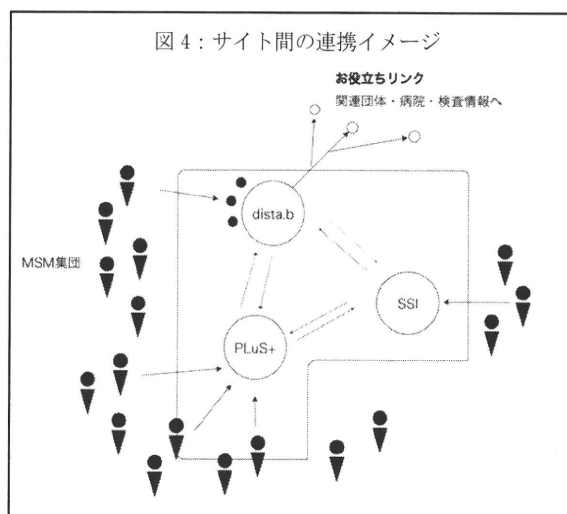 図4：サイト間の連携イメージ
お役立ちリンク
関連団体・病院・検査情報へ
dista.b
MSM集団
SSI
PLuS+